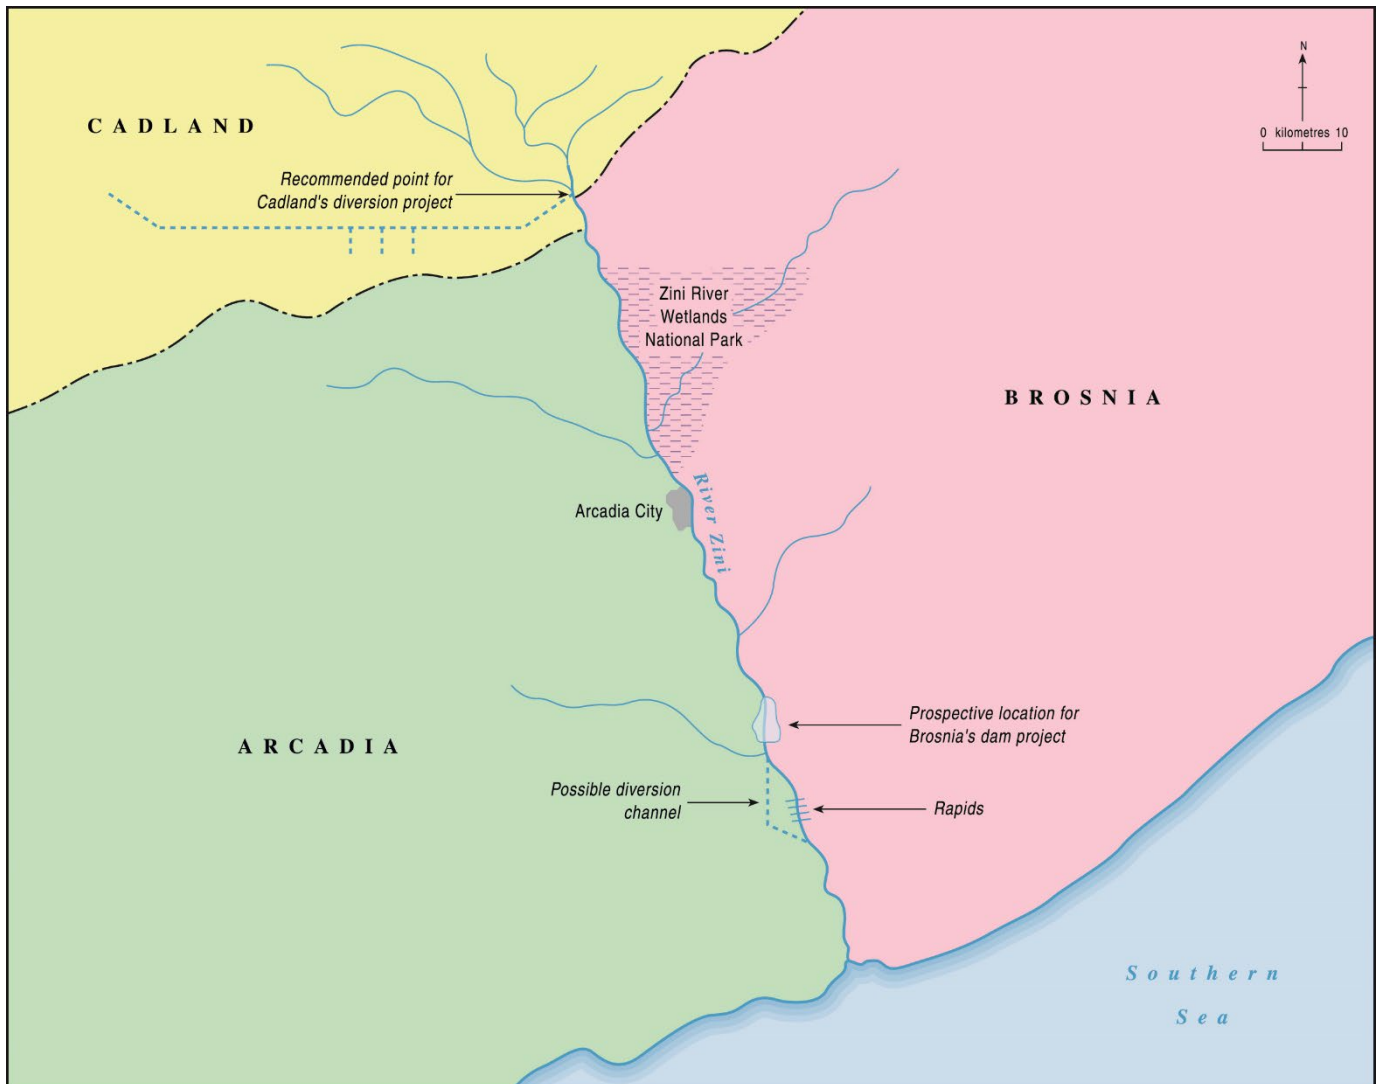 N
0 kilometres 10
CADLAND
Recommended point for
Cadland's diversion project
Zini River
Wetlands
National Park
BROSNIA
River Zini
Arcadia City
ARCADIA
Prospective location for
Brosnia's dam project
Possible diversion
channel
Rapids
Southern
Sea